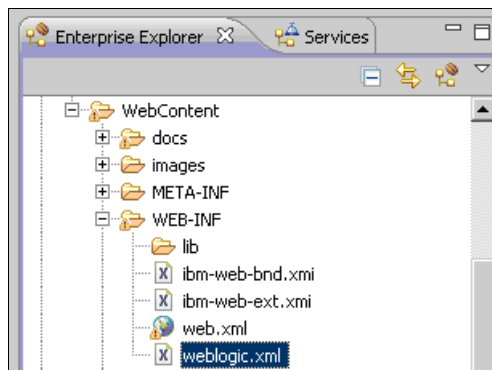 Enterprise Explorer Services
WebContent
docs
images
META-INF
WEB-INF
lib
ibm-web-bnd.xmi
ibm-web-ext.xmi
web.xml
weblogic.xml